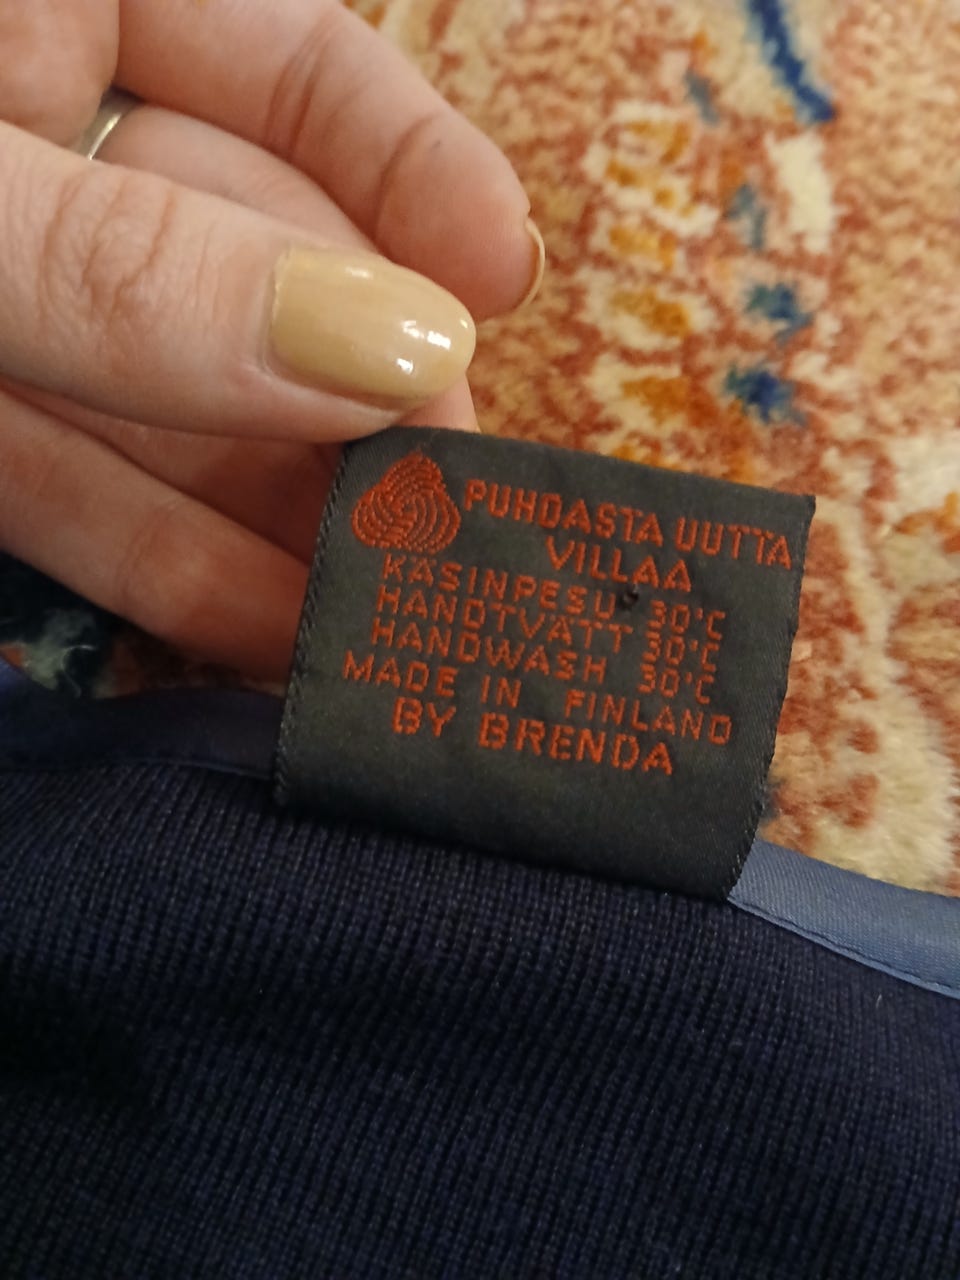 PUHDASTA UUTTA
VILLAA
KÄSINPESU 30°C
HANDTVÄTT 30°C
HANDWASH 30°C
MADE IN FINLAND
BY BRENDA